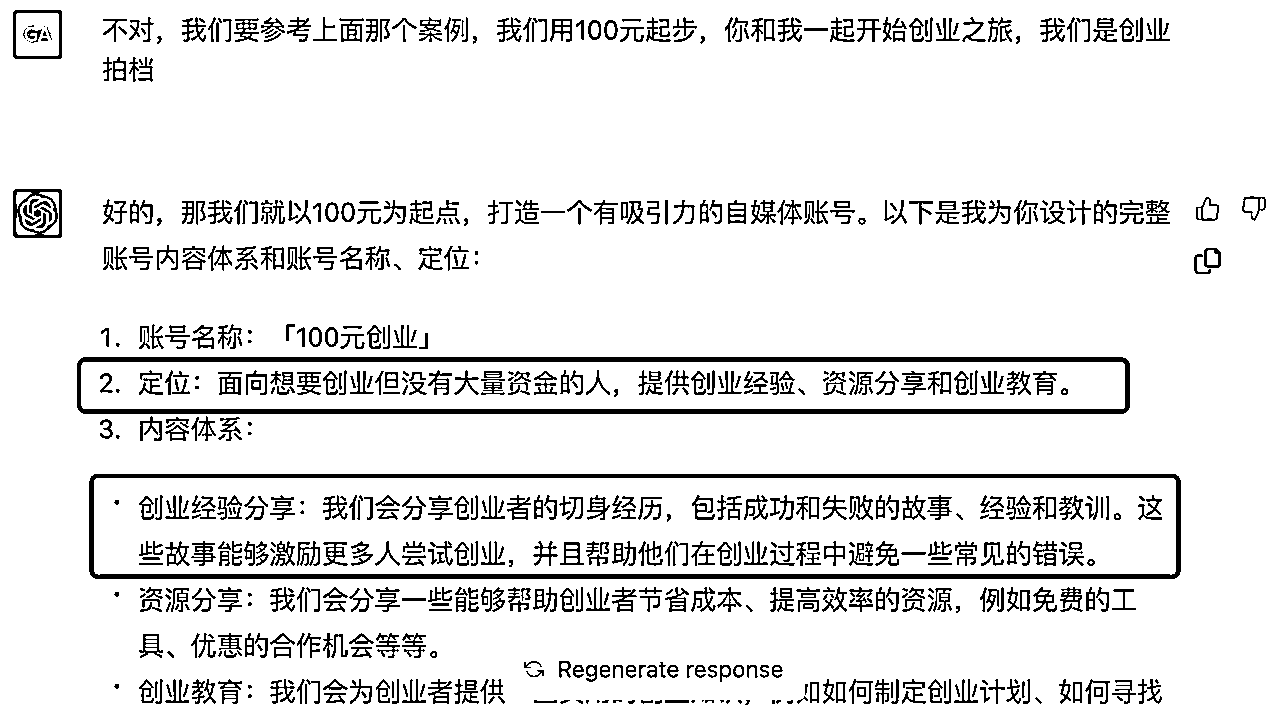 不对，我们要参考上面那个案例，我们用100元起步，你和我一起开始创业之旅，我们是创业
拍档
好的，那我们就以100元为起点，打造一个有吸引力的自媒体账号。以下是我为你设计的完整
账号内容体系和账号名称、定位：
1. 账号名称：「100元创业」
2. 定位：面向想要创业但没有大量资金的人，提供创业经验、资源分享和创业教育。
3. 内容体系：
· 创业经验分享：我们会分享创业者的切身经历，包括成功和失败的故事、经验和教训。这
些故事能够激励更多人尝试创业，并且帮助他们在创业过程中避免一些常见的错误。
· 资源分享：我们会分享一些能够帮助创业者节省成本、提高效率的资源，例如免费的工
具、优惠的合作机会等等。
Regenerate response
· 创业教育：我们会为创业者提供 如如何制定创业计划、如何寻找